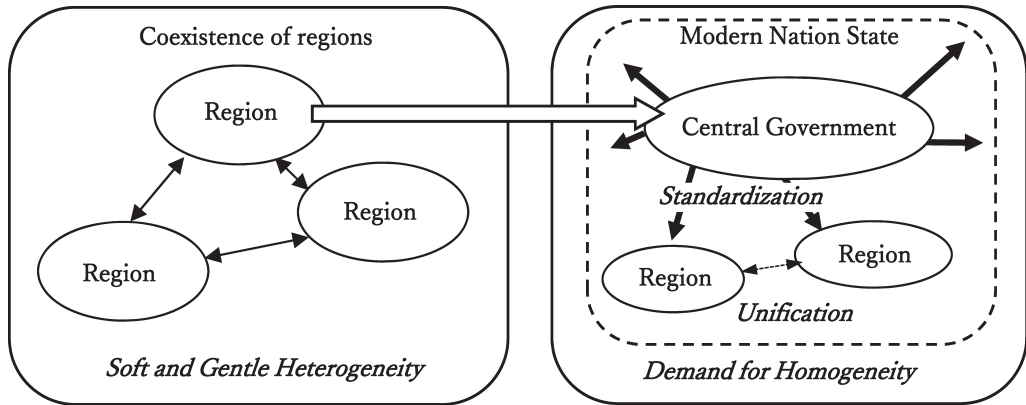 Coexistence of regions
Region
Region
Region
Soft and Gentle Heterogeneity
Modern Nation State
Central Government
Standardization
Region
Region
Unification
Demand for Homogeneity